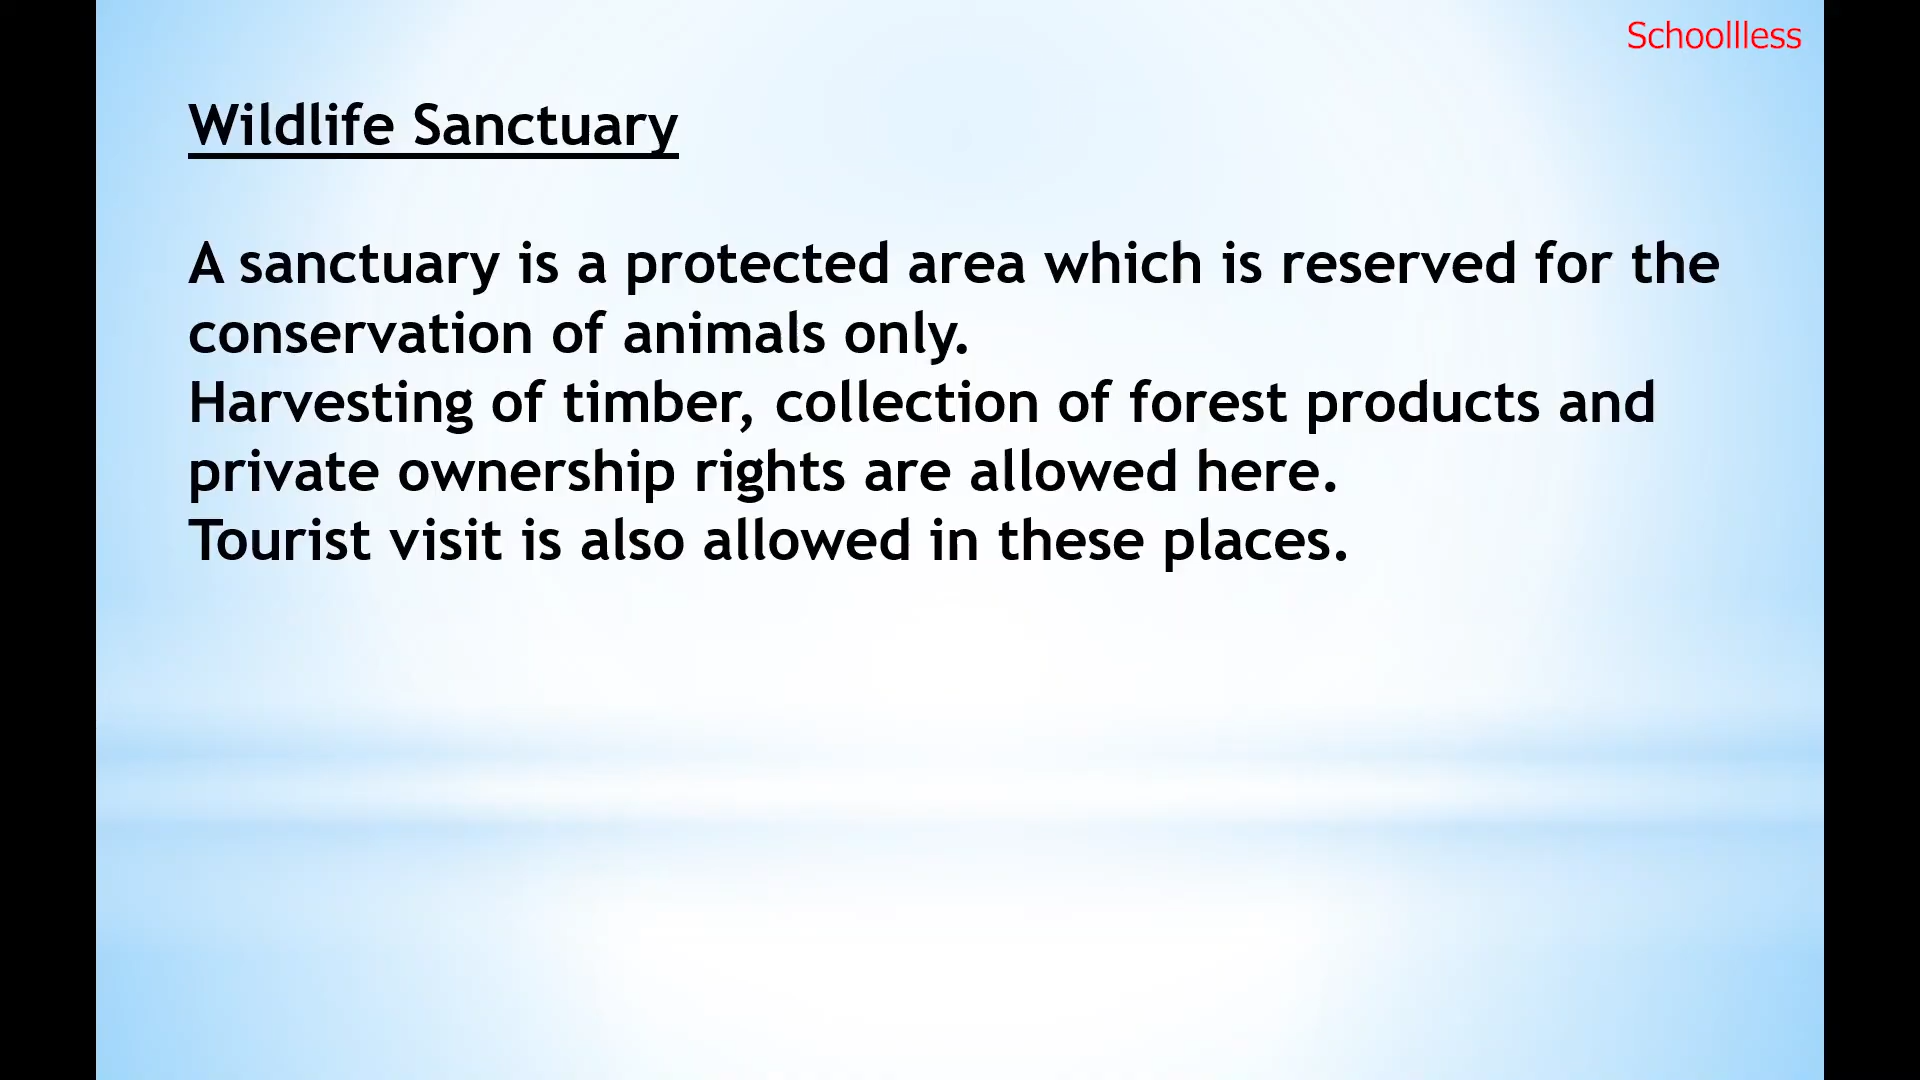 Schoollless
Wildlife Sanctuary
A sanctuary is a protected area which is reserved for the
conservation of animals only.
Harvesting of timber, collection of forest products and
private ownership rights are allowed here.
Tourist visit is also allowed in these places.